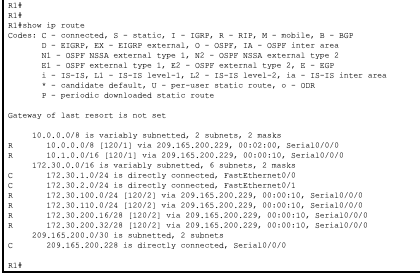 R1#
R1#
R1#show ip route
Codes: C - connected, S - static, I - IGRP, R - RIP, M - mobile, B - BGP
       D - EIGRP, EX - EIGRP external, O - OSPF, IA - OSPF inter area
       N1 - OSPF NSSA external type 1, N2 - OSPF NSSA external type 2
       E1 - OSPF external type 1, E2 - OSPF external type 2, E - EGP
       i - IS-IS, L1 - IS-IS level-1, L2 - IS-IS level-2, ia - IS-IS inter area
       * - candidate default, U - per-user static route, o - ODR
       P - periodic downloaded static route
Gateway of last resort is not set
     10.0.0.0/8 is variably subnetted, 2 subnets, 2 masks
R       10.0.0.0/8 [120/1] via 209.165.200.229, 00:02:00, Serial0/0/0
R       10.1.0.0/16 [120/1] via 209.165.200.229, 00:00:10, Serial0/0/0
     172.30.0.0/16 is variably subnetted, 6 subnets, 2 masks
C       172.30.1.0/24 is directly connected, FastEthernet0/0
C       172.30.2.0/24 is directly connected, FastEthernet0/1
R       172.30.100.0/24 [120/2] via 209.165.200.229, 00:00:10, Serial0/0/0
R       172.30.110.0/24 [120/2] via 209.165.200.229, 00:00:10, Serial0/0/0
R       172.30.200.16/28 [120/2] via 209.165.200.229, 00:00:10, Serial0/0/0
R       172.30.200.32/28 [120/2] via 209.165.200.229, 00:00:10, Serial0/0/0
     209.165.200.0/30 is subnetted, 2 subnets
C       209.165.200.228 is directly connected, Serial0/0/0
R1#